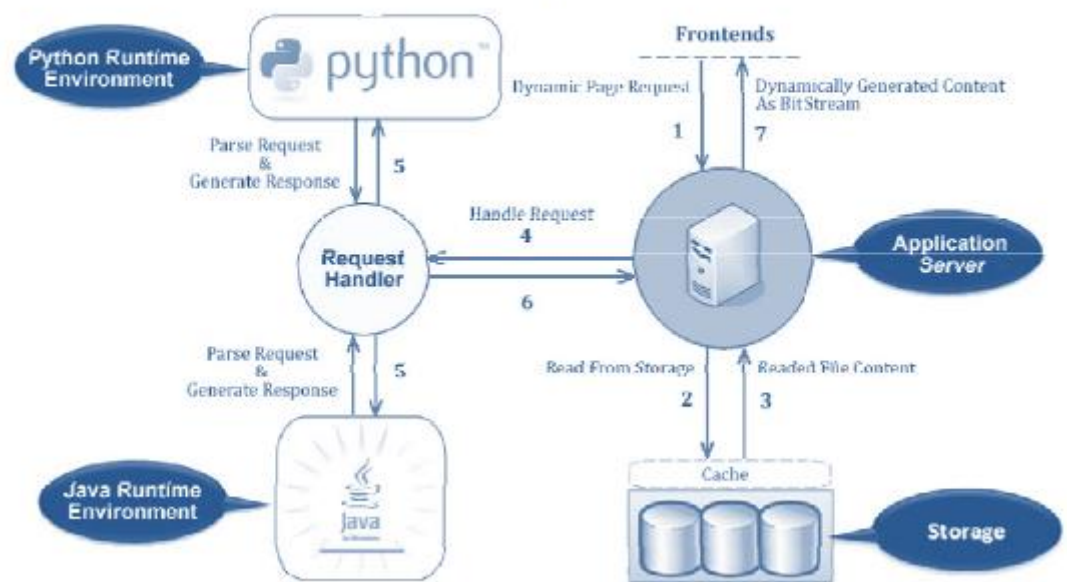 Python Runtime
Environment
python™
Frontends
Dynamic Page Request
1
Dynamically Generated Content
As BitStream
7
Parse Request
&
Generate Response
5
Handle Request
4
Request
Handler
6
Application
Server
Parse Request
&
Generate Response
5
Read From Storage
2
Readed File Content
3
Java Runtime
Environment
Java
Cache
Storage